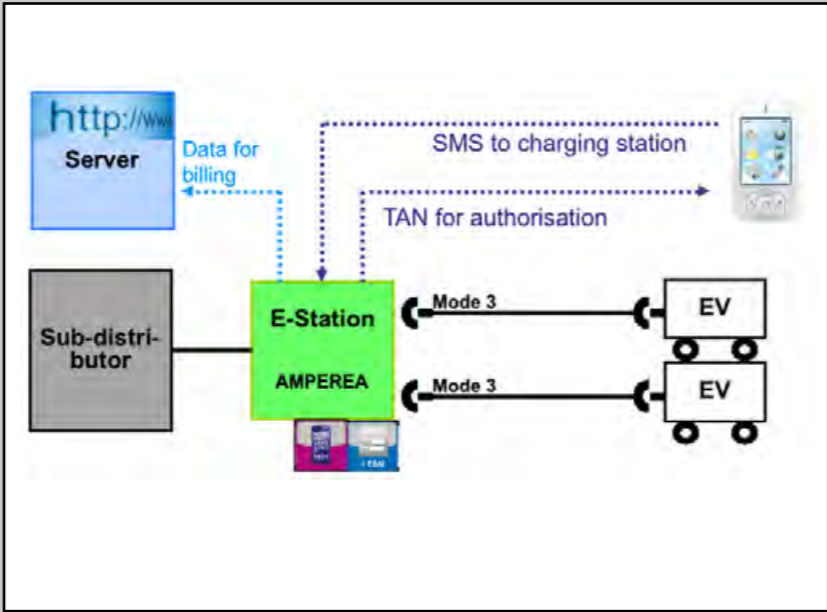 http://www
Server
Data for
billing
SMS to charging station
TAN for authorisation
Sub-distri-
butor
E-Station
AMPEREA
Mode 3
EV
Mode 3
EV